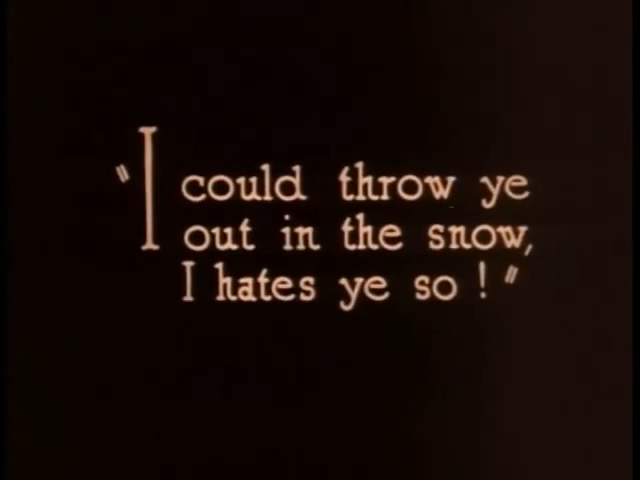 "I could throw ye
out in the snow,
I hates ye so!"